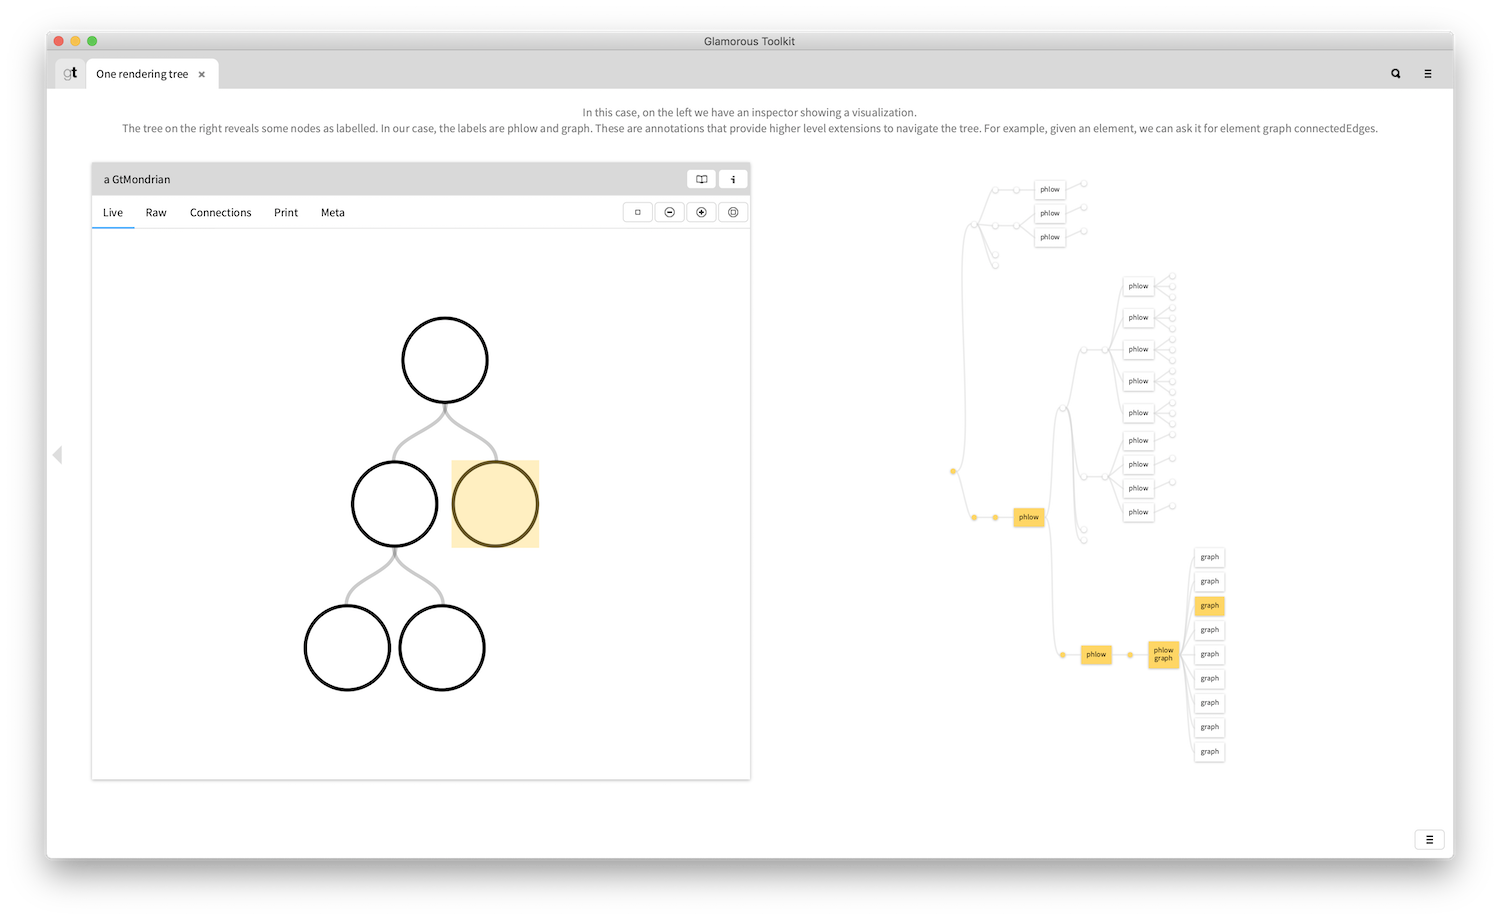 Glamorous Toolkit
gt
One rendering tree
In this case, on the left we have an inspector showing a visualization.
The tree on the right reveals some nodes as labelled. In our case, the labels are phlow and graph. These are annotations that provide higher level extensions to navigate the tree. For example, given an element, we can ask it for element graph connectedEdges.
a GtMondrian
i
Live Raw Connections Print Meta
phlow
phlow
phlow
phlow
phlow
phlow
phlow
phlow
phlow
phlow
phlow
phlow
phlow
graph
graph
graph
graph
phlow
phlow
graph
graph
graph
graph
graph
graph